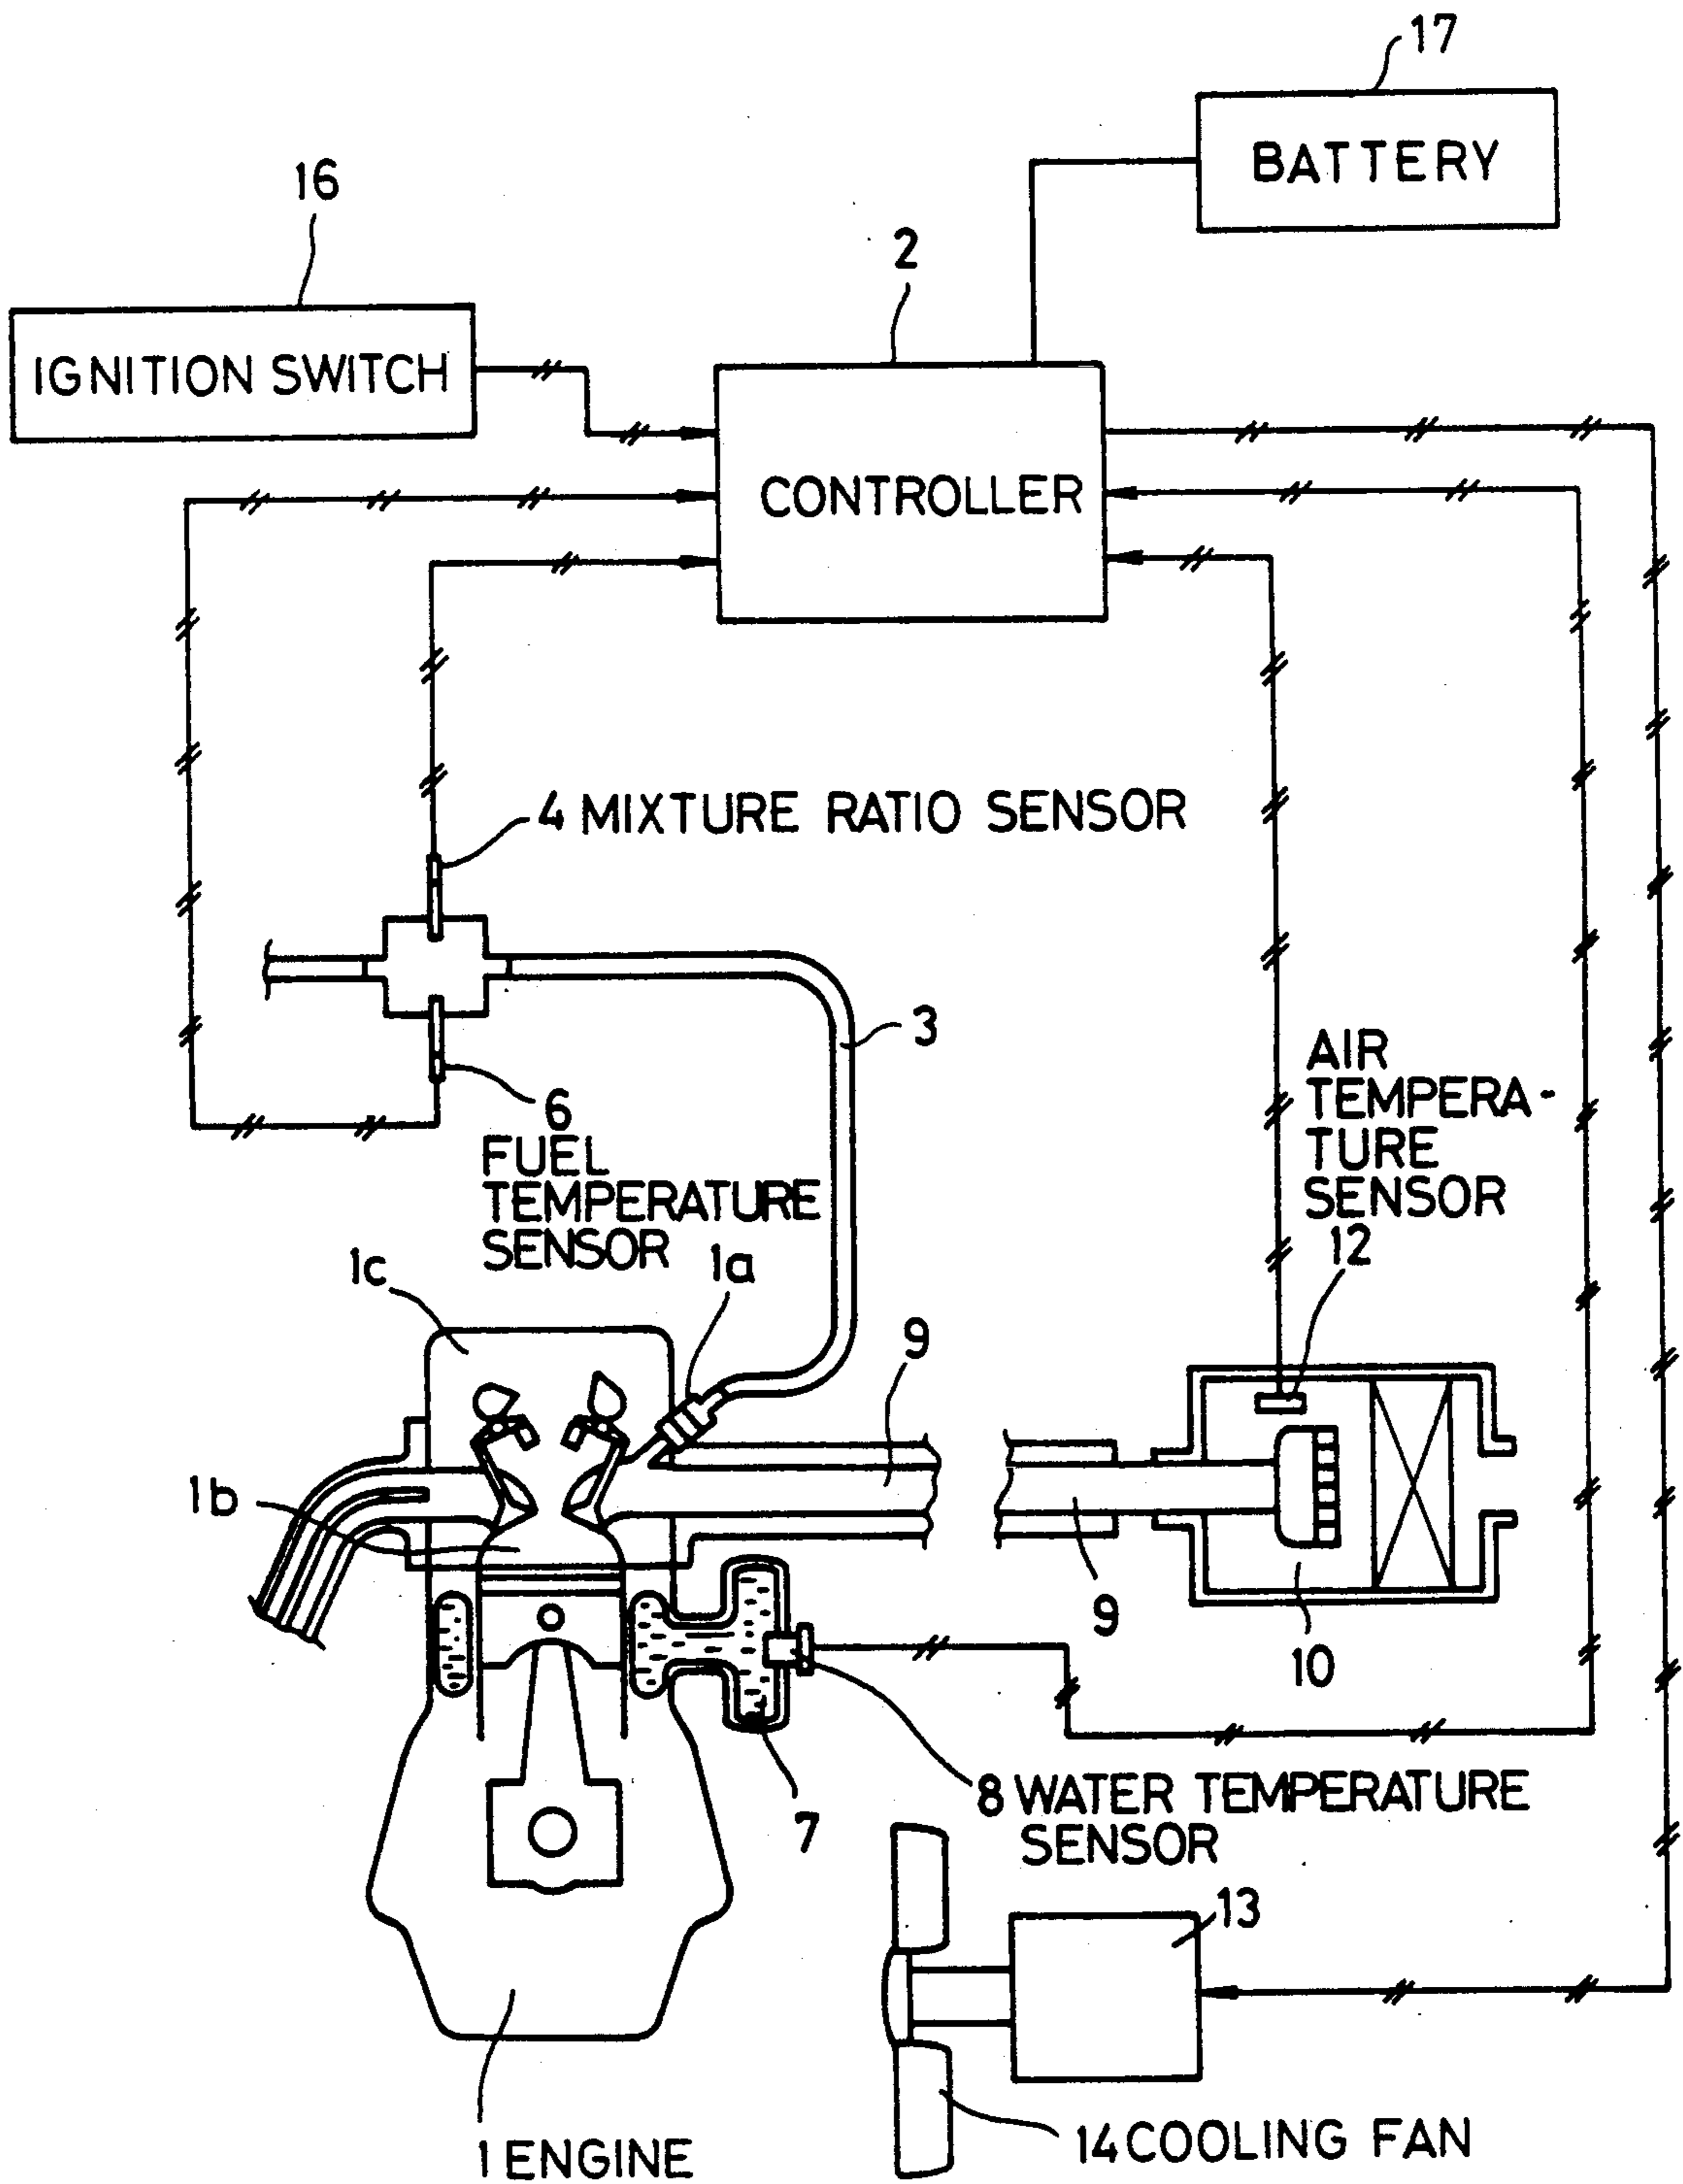 17
BATTERY
16
2
IGNITION SWITCH
CONTROLLER
4 MIXTURE RATIO SENSOR
3
6
FUEL
TEMPERATURE
SENSOR
AIR
TEMPERA-
TURE
SENSOR
12
1c
1a
9
1b
9
10
7
8 WATER TEMPERATURE
SENSOR
13
14 COOLING FAN
1 ENGINE